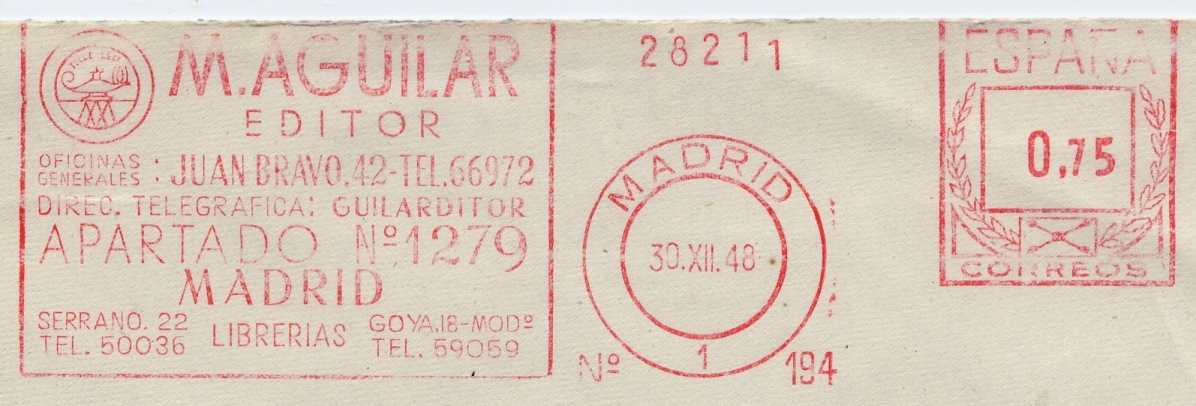 M. AGUILAR
EDITOR
OFICINAS GENERALES : JUAN BRAVO. 42-TEL. 66972
DIREC. TELEGRAFICA: GUILARDITOR
APARTADO Nº 1279
MADRID
SERRANO. 22
TEL. 50036
LIBRERIAS
GOYA. 18-MODº
TEL. 59059
28211
MADRID
30.XII.48
1
Nº 194
ESPAÑA
0,75
CORREOS